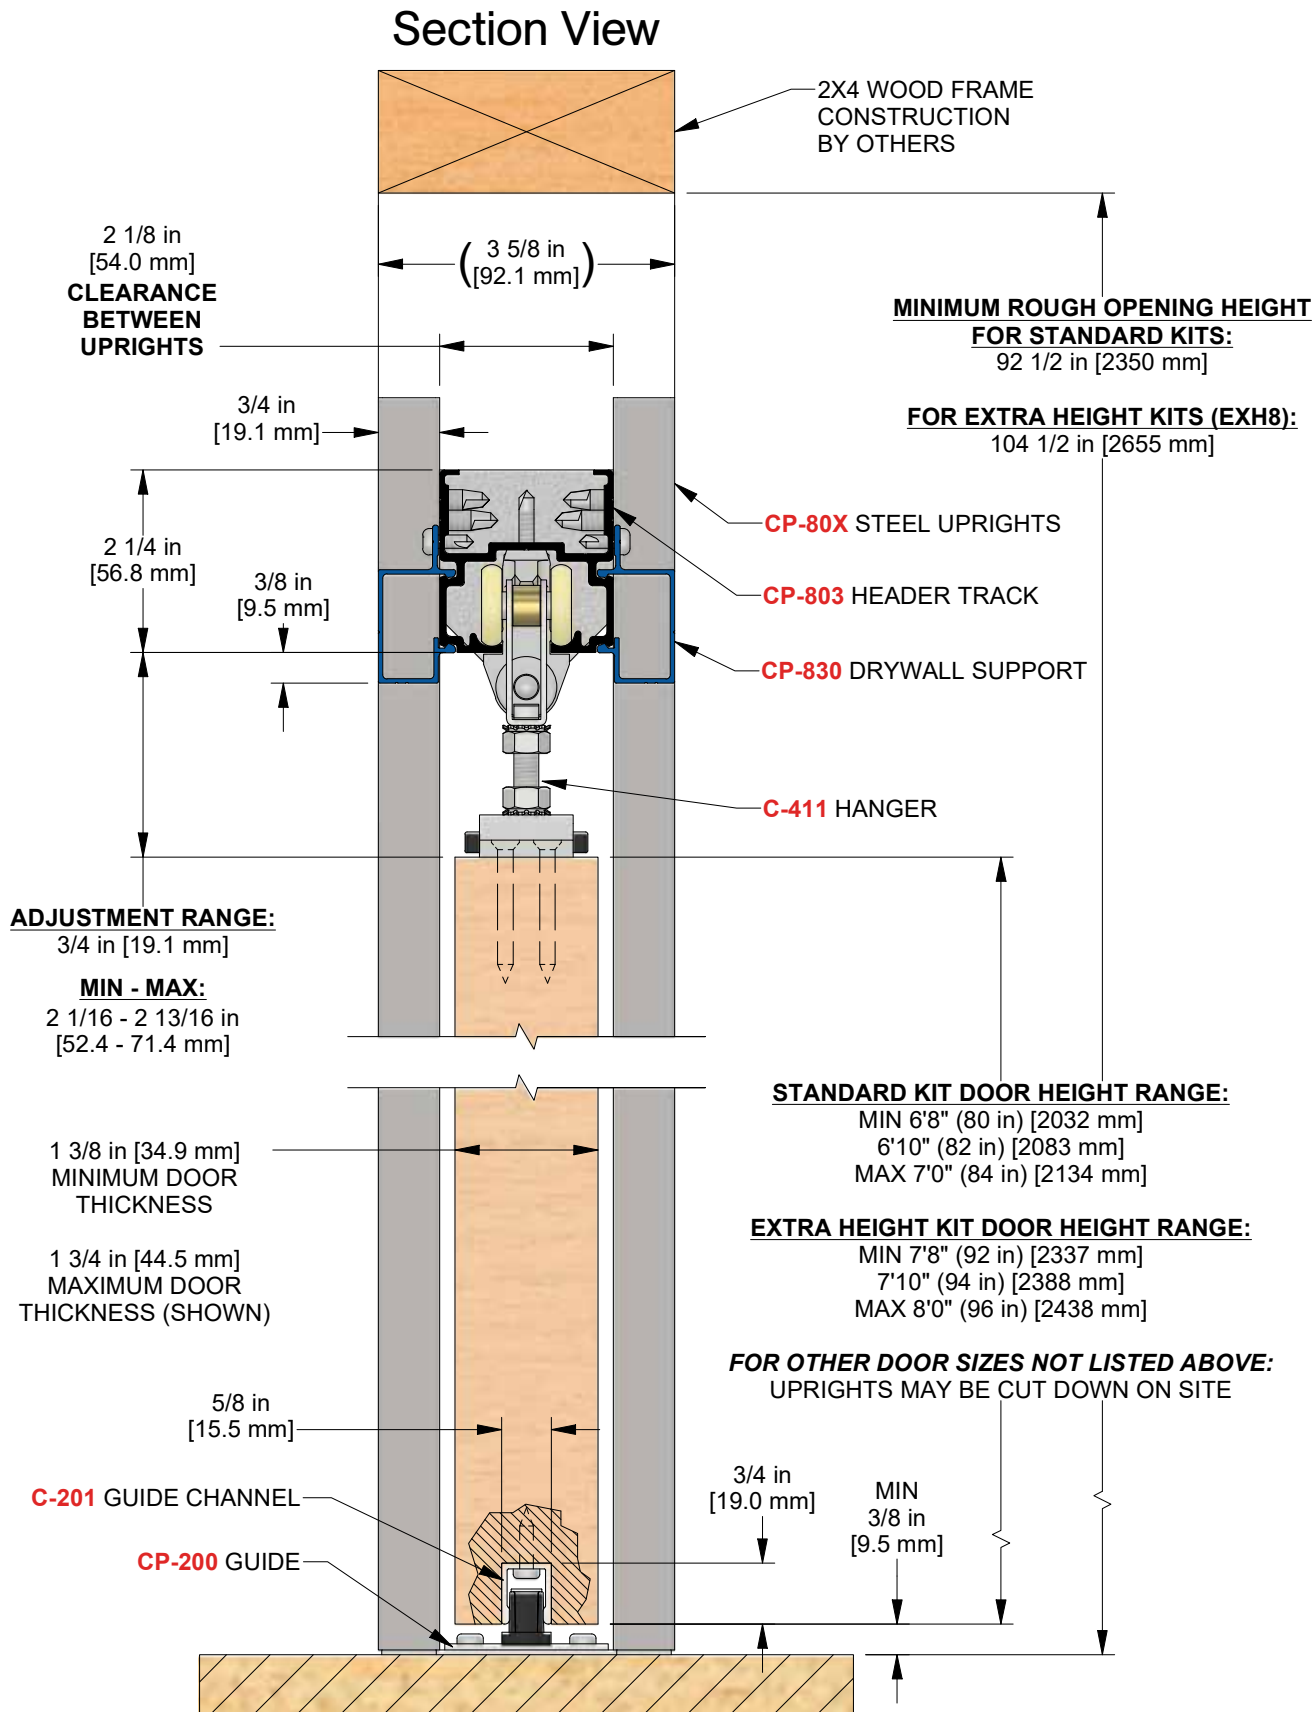 Section View
2X4 WOOD FRAME
CONSTRUCTION
BY OTHERS
2 1/8 in
[54.0 mm]
CLEARANCE
BETWEEN
UPRIGHTS
(3 5/8 in
[92.1 mm])
MINIMUM ROUGH OPENING HEIGHT
FOR STANDARD KITS:
92 1/2 in [2350 mm]
FOR EXTRA HEIGHT KITS (EXH8):
104 1/2 in [2655 mm]
3/4 in
[19.1 mm]
CP-80X STEEL UPRIGHTS
2 1/4 in
[56.8 mm]
3/8 in
[9.5 mm]
CP-803 HEADER TRACK
CP-830 DRYWALL SUPPORT
C-411 HANGER
ADJUSTMENT RANGE:
3/4 in [19.1 mm]
MIN - MAX:
2 1/16 - 2 13/16 in
[52.4 - 71.4 mm]
STANDARD KIT DOOR HEIGHT RANGE:
MIN 6'8" (80 in) [2032 mm]
6'10" (82 in) [2083 mm]
MAX 7'0" (84 in) [2134 mm]
1 3/8 in [34.9 mm]
MINIMUM DOOR
THICKNESS
1 3/4 in [44.5 mm]
MAXIMUM DOOR
THICKNESS (SHOWN)
EXTRA HEIGHT KIT DOOR HEIGHT RANGE:
MIN 7'8" (92 in) [2337 mm]
7'10" (94 in) [2388 mm]
MAX 8'0" (96 in) [2438 mm]
FOR OTHER DOOR SIZES NOT LISTED ABOVE:
UPRIGHTS MAY BE CUT DOWN ON SITE
5/8 in
[15.5 mm]
3/4 in
[19.0 mm]
MIN
3/8 in
[9.5 mm]
C-201 GUIDE CHANNEL
CP-200 GUIDE